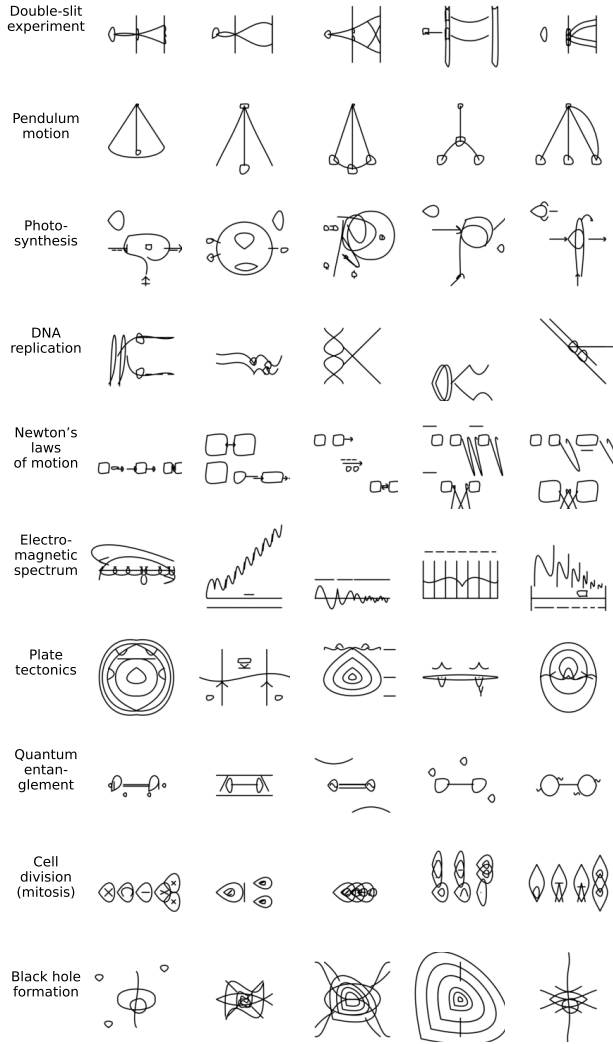 Double-slit
experiment
Pendulum
motion
Photo-
synthesis
DNA
replication
Newton's
laws
of motion
Electro-
magnetic
spectrum
Plate
tectonics
Quantum
entan-
glement
Cell
division
(mitosis)
Black hole
formation